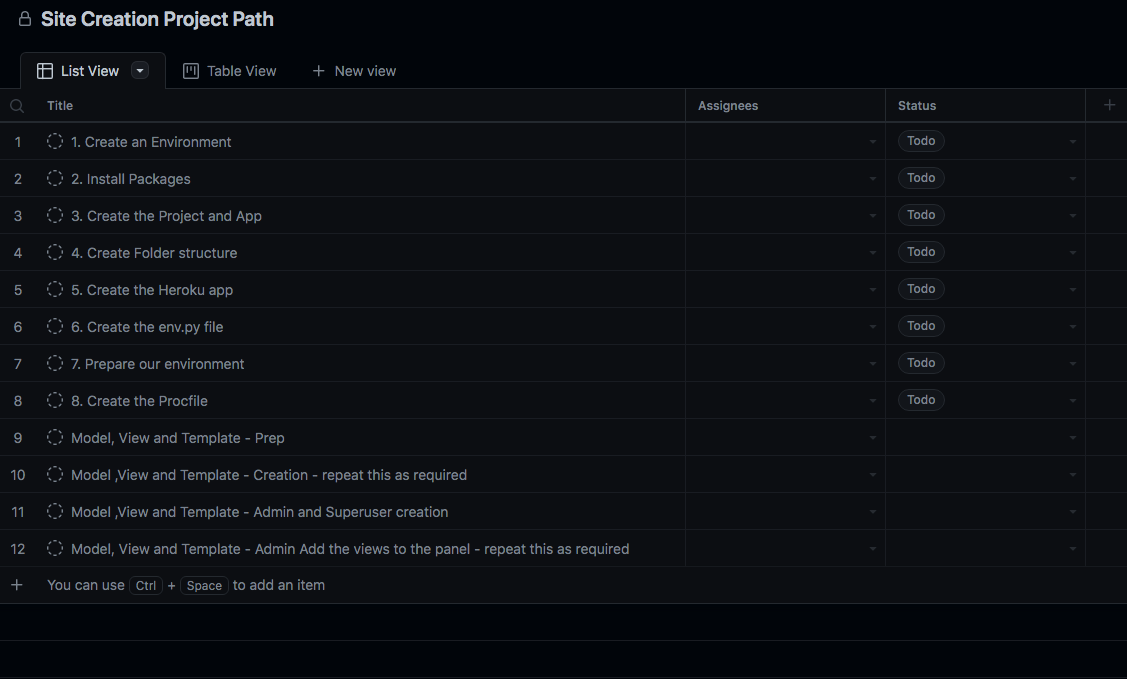 Site Creation Project Path
List View Table View + New view
Title Assignees Status +
1 1. Create an Environment Todo
2 2. Install Packages Todo
3 3. Create the Project and App Todo
4 4. Create Folder structure Todo
5 5. Create the Heroku app Todo
6 6. Create the env.py file Todo
7 7. Prepare our environment Todo
8 8. Create the Procfile Todo
9 Model, View and Template - Prep
10 Model ,View and Template - Creation - repeat this as required
11 Model ,View and Template - Admin and Superuser creation
12 Model, View and Template - Admin Add the views to the panel - repeat this as required
+ You can use Ctrl + Space to add an item